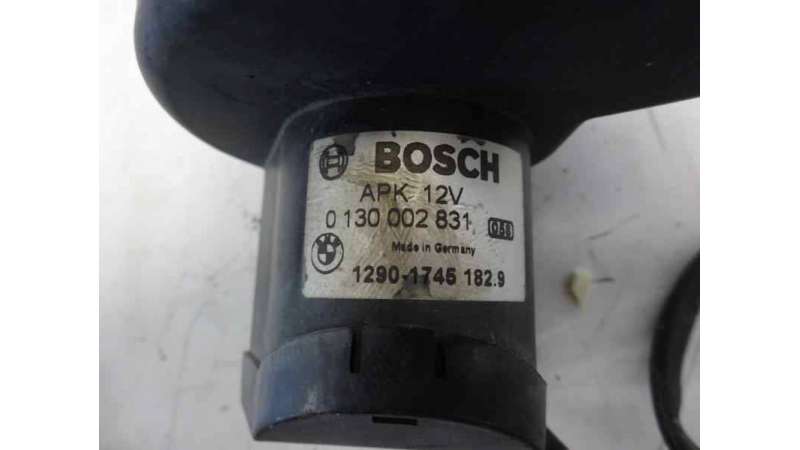 BOSCH
APK 12V
0 130 002 831
Made in Germany
1290-1745 182.9